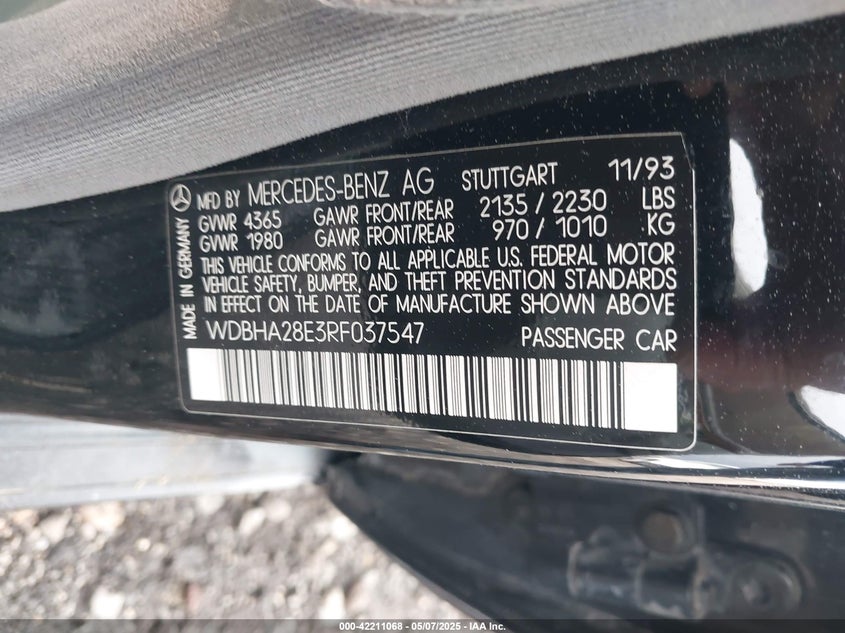 MFD BY MERCEDES-BENZ AG STUTTGART 11/93
GVWR 4365 GAWR FRONT/REAR 2135 / 2230 LBS
GVWR 1980 GAWR FRONT/REAR 970 / 1010 KG
THIS VEHICLE CONFORMS TO ALL APPLICABLE U.S. FEDERAL MOTOR
VEHICLE SAFETY, BUMPER, AND THEFT PREVENTION STANDARDS
IN EFFECT ON THE DATE OF MANUFACTURE SHOWN ABOVE
WDBHA28E3RF037547 PASSENGER CAR
MADE IN GERMANY
000-42211068 - 05/07/2025 - IAA Inc.